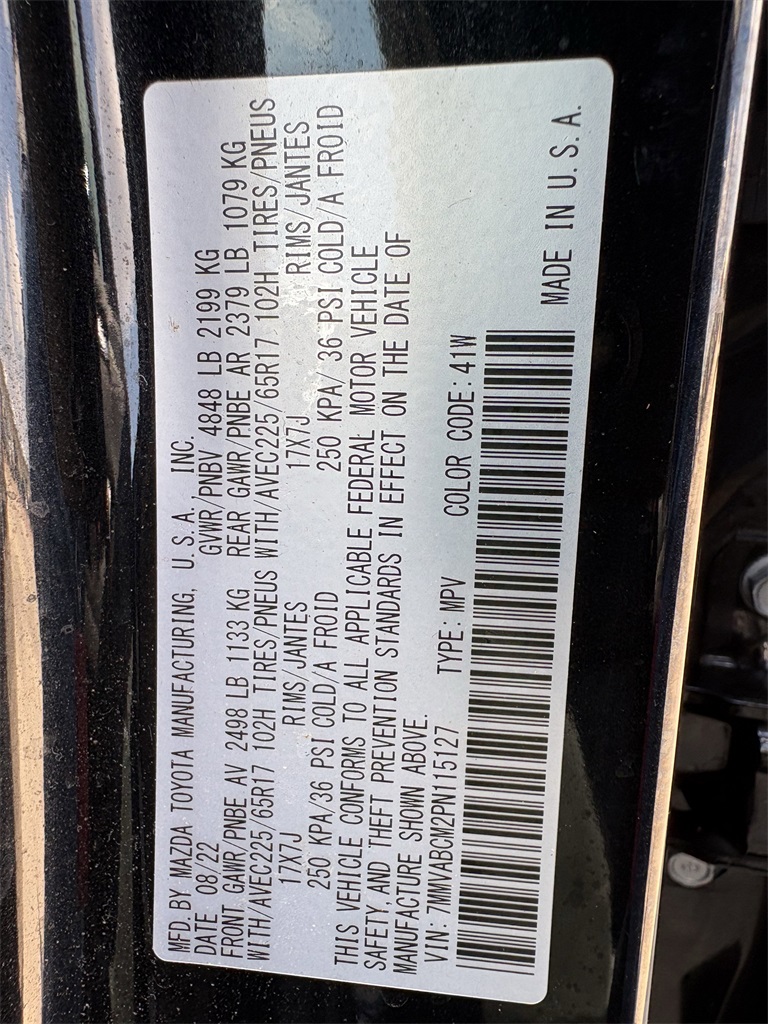 MFD. BY MAZDA TOYOTA MANUFACTURING, U.S.A., INC.
DATE 08/22 GVWR/PNBV 4848 LB 2199 KG
FRONT GAWR/PNBE AV 2498 LB 1133 KG REAR GAWR/PNBE AR 2379 LB 1079 KG
WITH/AVEC225/65R17 102H TIRES/PNEUS WITH/AVEC225/65R17 102H TIRES/PNEUS
17X7J RIMS/JANTES 17X7J RIMS/JANTES
250 KPA/36 PSI COLD/A FROID 250 KPA/ 36 PSI COLD/A FROID
THIS VEHICLE CONFORMS TO ALL APPLICABLE FEDERAL MOTOR VEHICLE
SAFETY, AND THEFT PREVENTION STANDARDS IN EFFECT ON THE DATE OF
MANUFACTURE SHOWN ABOVE.
VIN: 7MMVABCM2PN115127 TYPE: MPV COLOR CODE: 41W
MADE IN U.S.A.